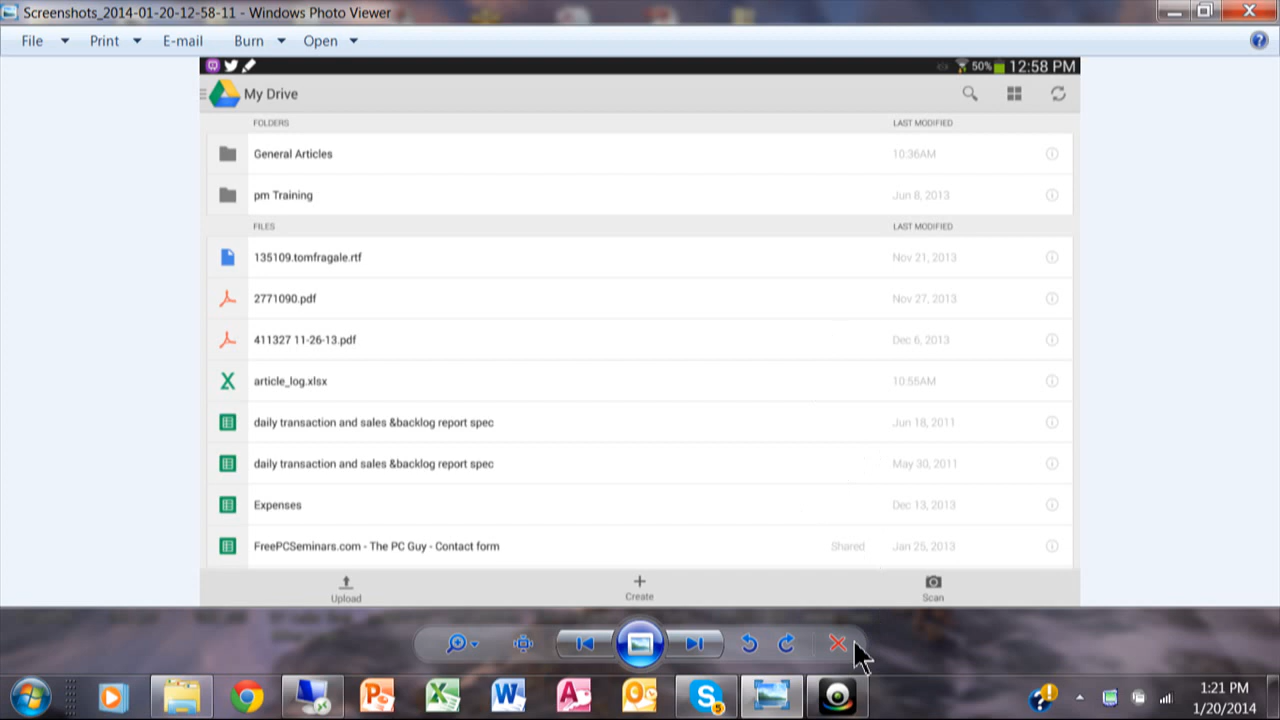 Screenshots_2014-01-20-12-58-11 - Windows Photo Viewer
File Print E-mail Burn Open
50% 12:58 PM
My Drive
FOLDERS LAST MODIFIED
General Articles 10:36AM
pm Training Jun 8, 2013
FILES LAST MODIFIED
135109.tomfragale.rtf Nov 21, 2013
2771090.pdf Nov 27, 2013
411327 11-26-13.pdf Dec 6, 2013
article_log.xlsx 10:55AM
daily transaction and sales &backlog report spec Jun 18, 2011
daily transaction and sales &backlog report spec May 30, 2011
Expenses Dec 13, 2013
FreePCSeminars.com - The PC Guy - Contact form Shared Jan 25, 2013
Upload Create Scan
5
1:21 PM
1/20/2014